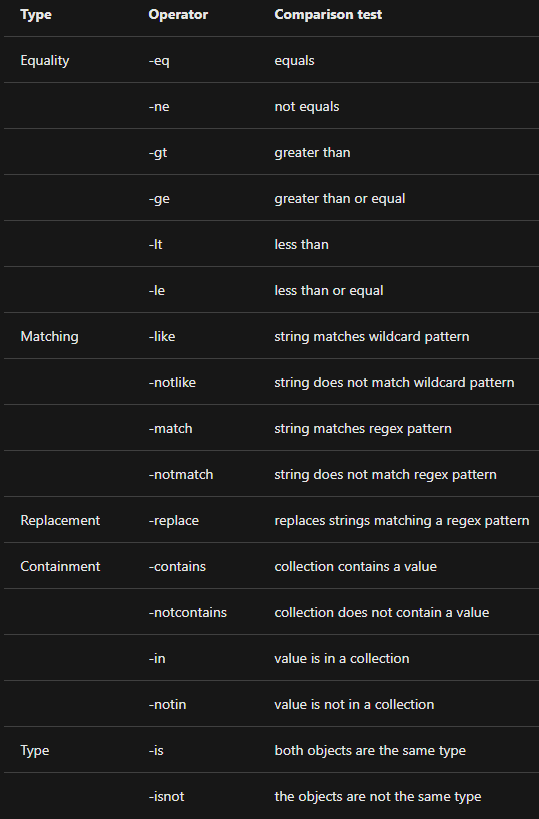 Type Operator Comparison test
Equality -eq equals
-ne not equals
-gt greater than
-ge greater than or equal
-lt less than
-le less than or equal
Matching -like string matches wildcard pattern
-notlike string does not match wildcard pattern
-match string matches regex pattern
-notmatch string does not match regex pattern
Replacement -replace replaces strings matching a regex pattern
Containment -contains collection contains a value
-notcontains collection does not contain a value
-in value is in a collection
-notin value is not in a collection
Type -is both objects are the same type
-isnot the objects are not the same type